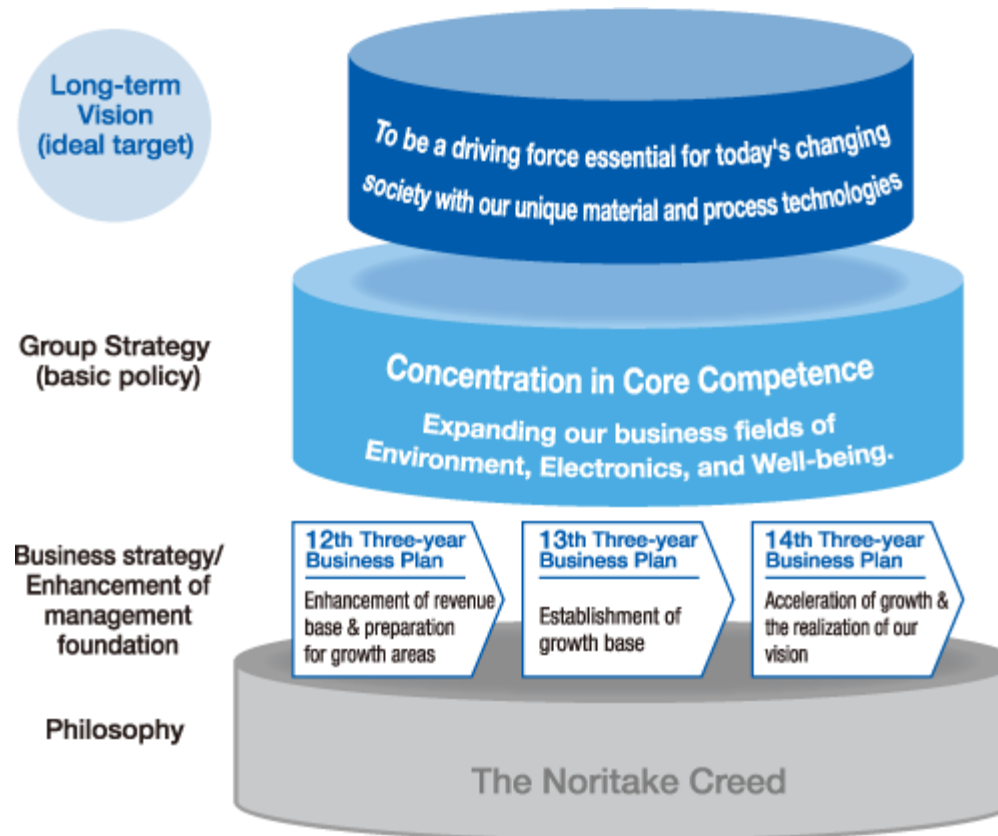 Long-term
Vision
(ideal target)
To be a driving force essential for today's changing
society with our unique material and process technologies
Group Strategy
(basic policy)
Concentration in Core Competence
Expanding our business fields of
Environment, Electronics, and Well-being.
Business strategy/
Enhancement of
management
foundation
12th Three-year
Business Plan
Enhancement of revenue
base & preparation
for growth areas
13th Three-year
Business Plan
Establishment of
growth base
14th Three-year
Business Plan
Acceleration of growth &
the realization of our
vision
Philosophy
The Noritake Creed